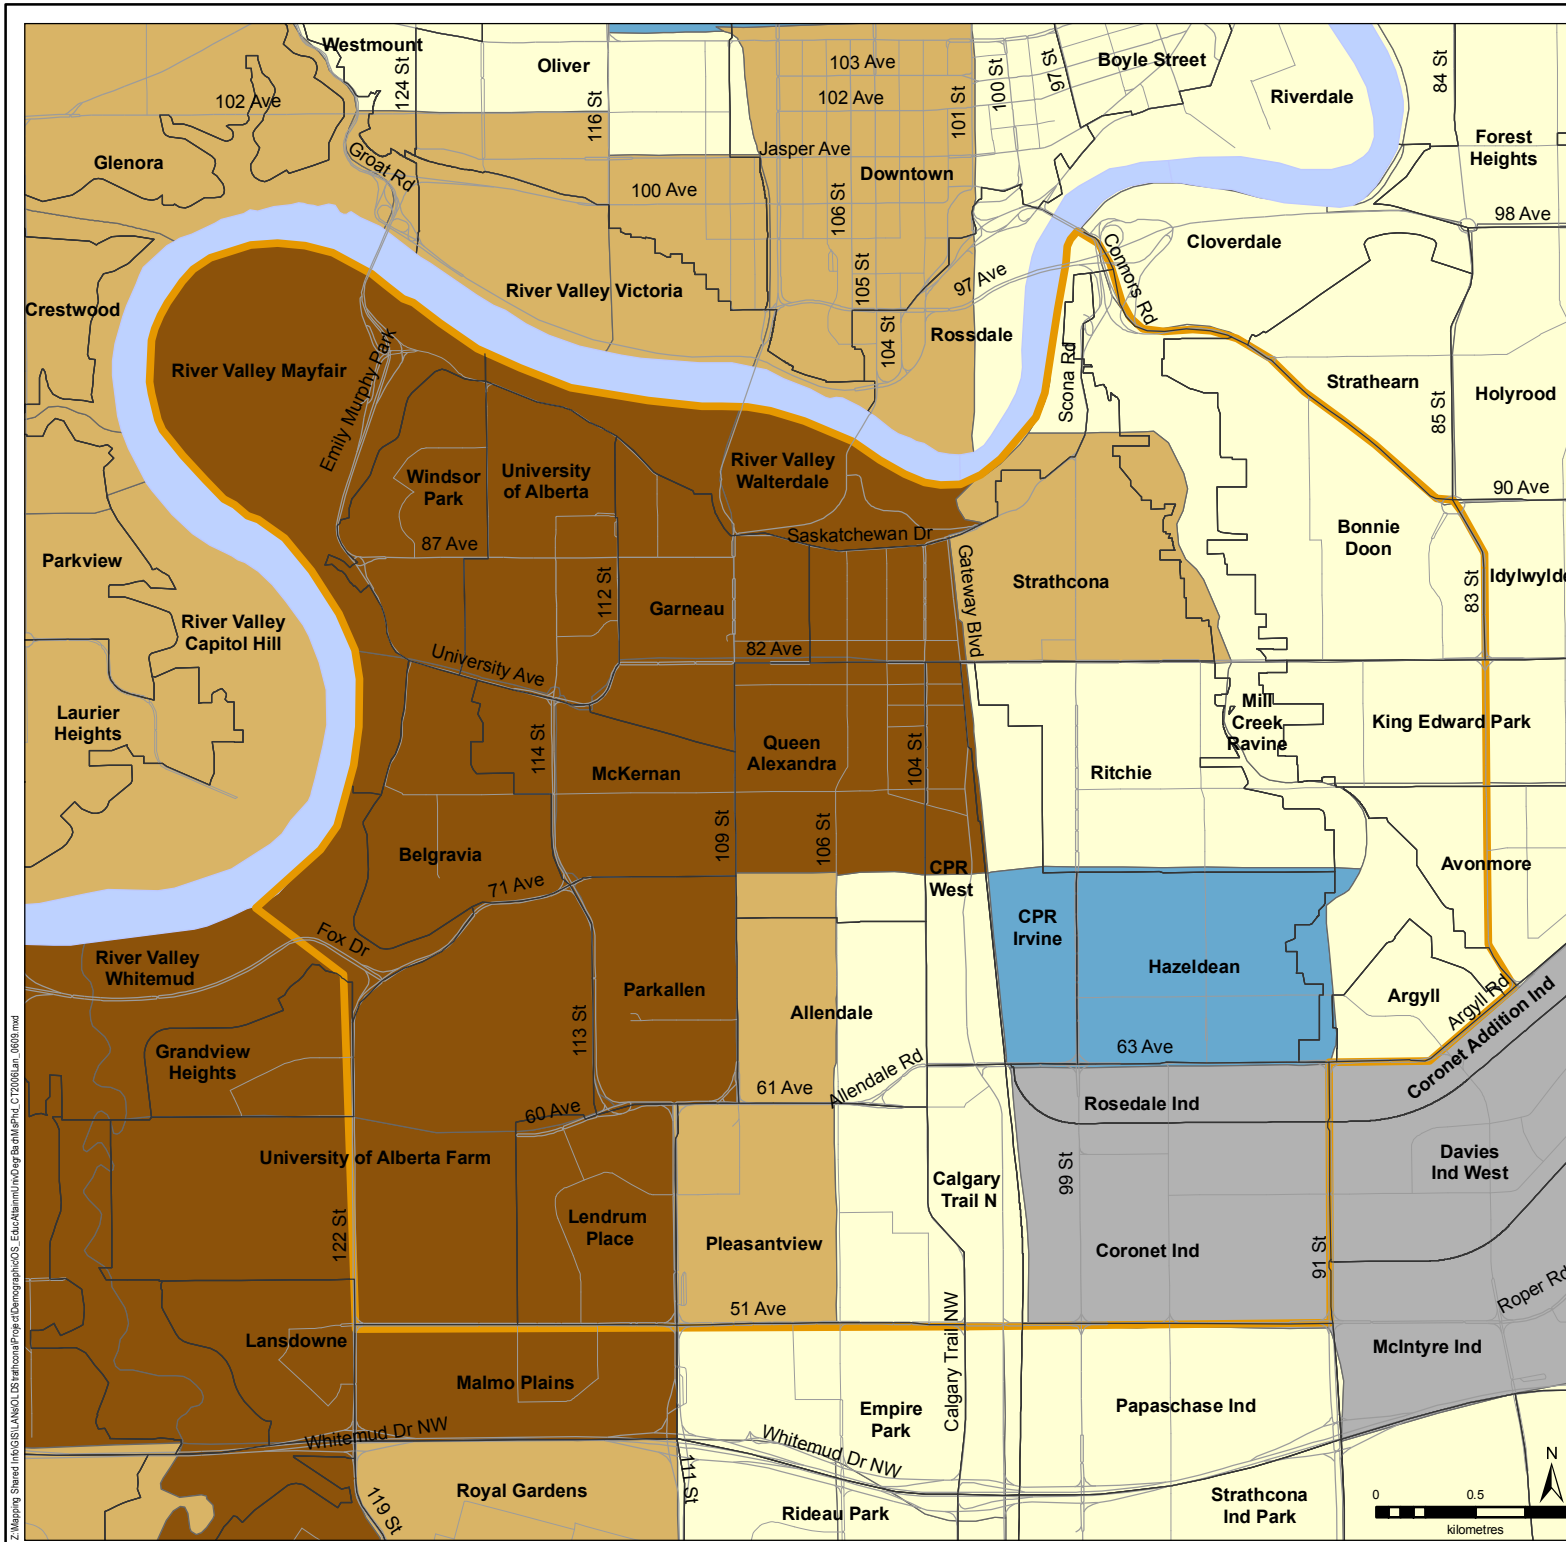 Westmount
Oliver
124 St
116 St
103 Ave
102 Ave
101 St
100 St
97 St
Boyle Street
Riverdale
84 St
Forest
Heights
102 Ave
Glenora
Groat Rd
100 Ave
Jasper Ave
Downtown
106 St
105 St
104 St
97 Ave
98 Ave
Cloverdale
Connors Rd
Crestwood
River Valley Victoria
Rossdale
Scona Rd
Strathearn
85 St
Holyrood
River Valley Mayfair
Emily Murphy Park
Windsor
Park
University
of Alberta
River Valley
Walterdale
90 Ave
Saskatchewan Dr
87 Ave
Bonnie
Doon
Parkview
Gateway Blvd
Strathcona
83 St
Idylwylde
River Valley
Capitol Hill
112 St
Garneau
82 Ave
University Ave
Laurier
Heights
114 St
McKernan
Queen
Alexandra
104 St
Ritchie
Mill
Creek
Ravine
King Edward Park
109 St
106 St
Belgravia
71 Ave
CPR
West
Avonmore
Fox Dr
CPR
Irvine
Hazeldean
River Valley
Whitemud
Parkallen
Allendale
Argyll
Argyll Rd
Coronet Addition Ind
113 St
63 Ave
Grandview
Heights
61 Ave
Allendale Rd
60 Ave
Rosedale Ind
University of Alberta Farm
Davies
Ind West
99 St
Calgary
Trail N
122 St
Lendrum
Place
Pleasantview
Coronet Ind
91 St
Roper Rd
51 Ave
Lansdowne
Calgary Trail NW
McIntyre Ind
Malmo Plains
Empire
Park
Papaschase Ind
Whitemud Dr NW
Whitemud Dr NW
Royal Gardens
119 St
111 St
Rideau Park
Strathcona
Ind Park
N
0 0.5
kilometres